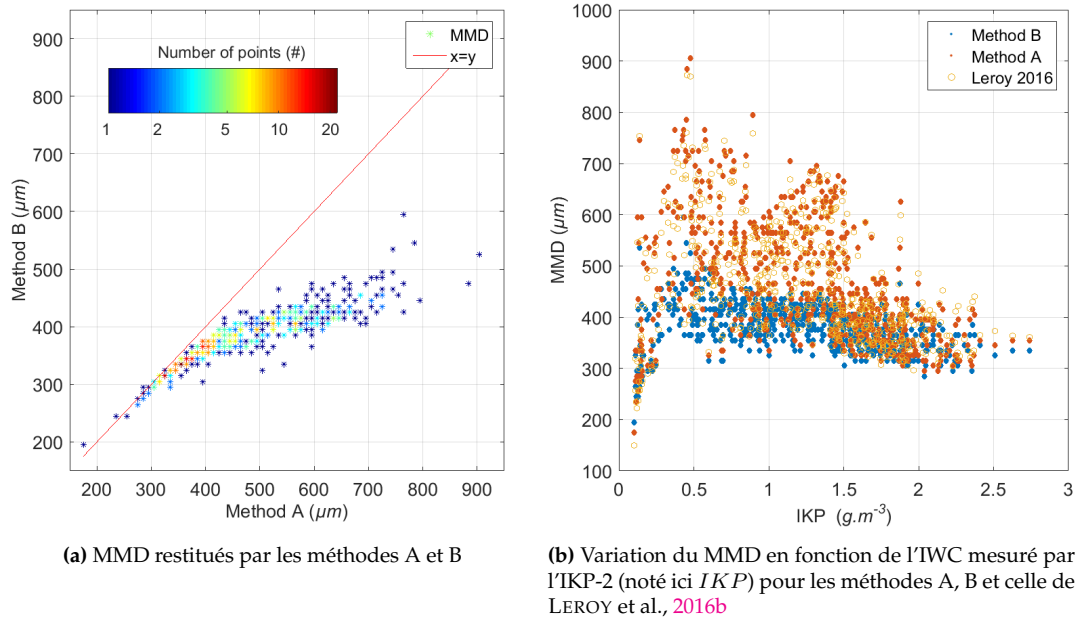 900
800
700
600
500
400
300
200
Method B (μm)
Number of points (#)
1 2 5 10 20
MMD
x=y
200 300 400 500 600 700 800 900
Method A (μm)
(a) MMD restitués par les méthodes A et B
1000
900
800
700
600
500
400
300
200
100
MMD (μm)
Method B
Method A
Leroy 2016
0 0.5 1 1.5 2 2.5 3
IKP (g.m⁻³)
(b) Variation du MMD en fonction de l'IWC mesuré par
l'IKP-2 (noté ici IKP) pour les méthodes A, B et celle de
LEROY et al., 2016b